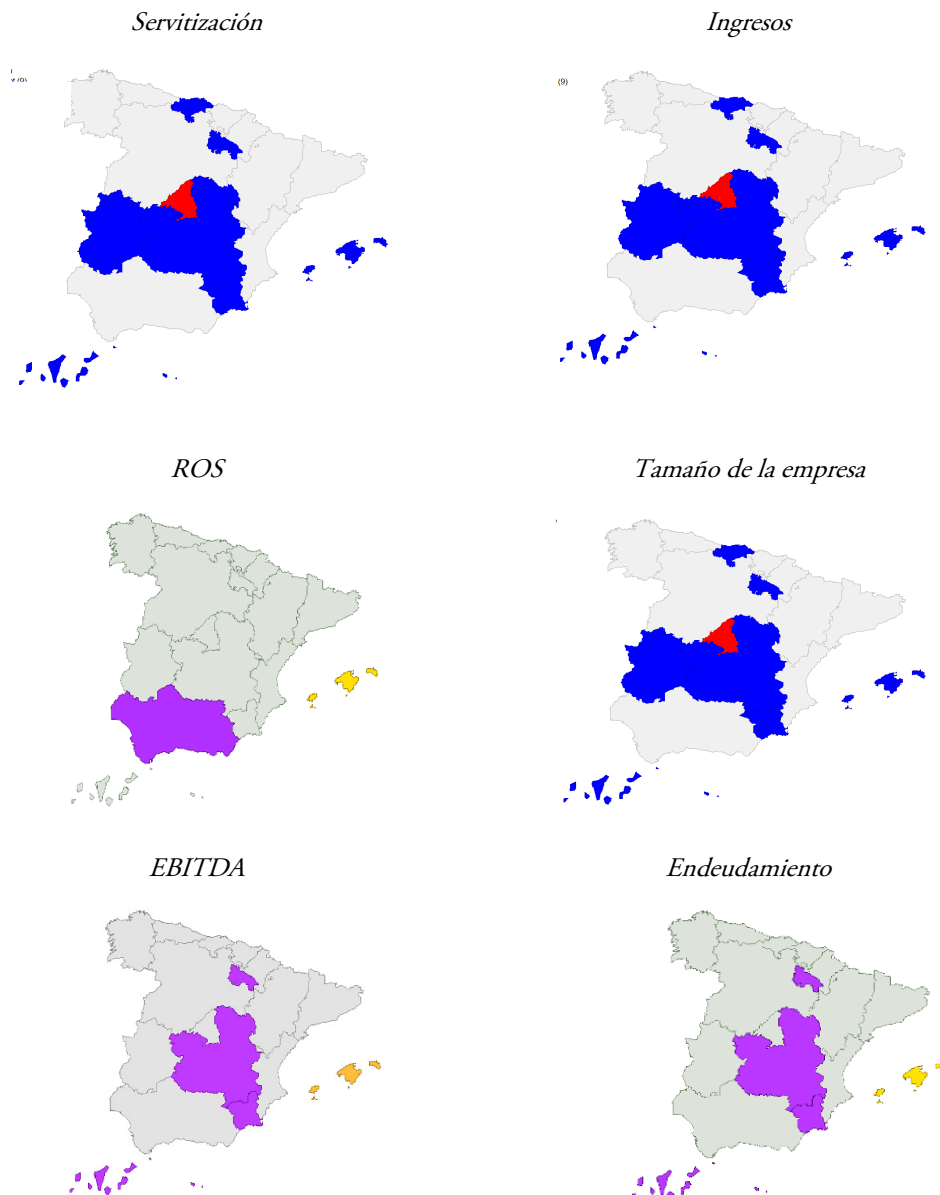 Servitización
Ingresos
(9)
ROS
Tamaño de la empresa
EBITDA
Endeudamiento